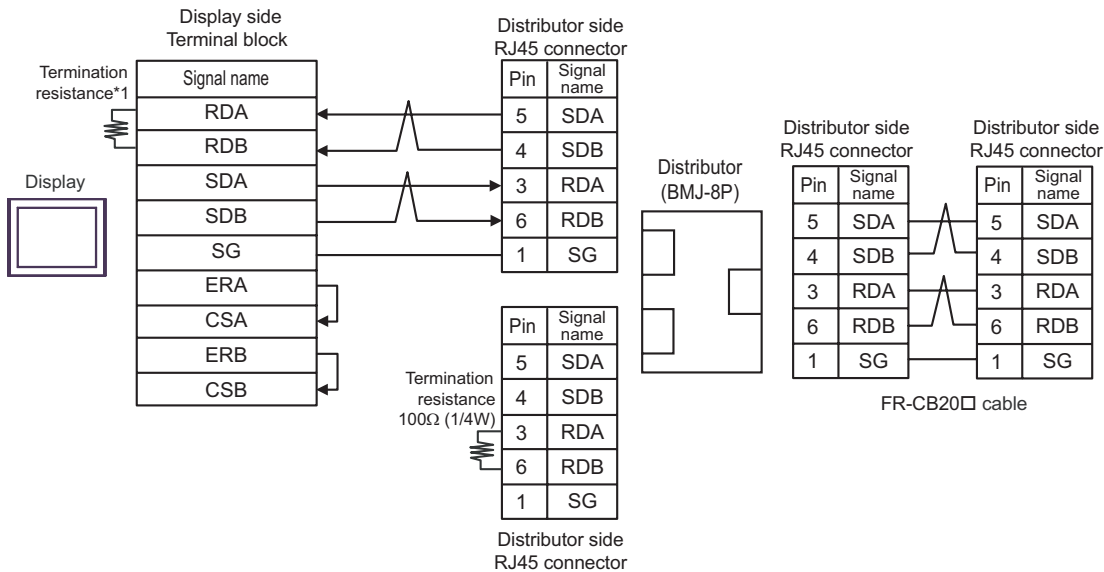 Display side
Terminal block
Termination
resistance*1
Signal name
RDA
RDB
SDA
SDB
SG
ERA
CSA
ERB
CSB
Display
Distributor side
RJ45 connector
Pin Signal name
5 SDA
4 SDB
3 RDA
6 RDB
1 SG
Termination
resistance
100Ω (1/4W)
Pin Signal name
5 SDA
4 SDB
3 RDA
6 RDB
1 SG
Distributor side
RJ45 connector
Distributor
(BMJ-8P)
Distributor side
RJ45 connector
Pin Signal name
5 SDA
4 SDB
3 RDA
6 RDB
1 SG
Distributor side
RJ45 connector
Pin Signal name
5 SDA
4 SDB
3 RDA
6 RDB
1 SG
FR-CB20□ cable